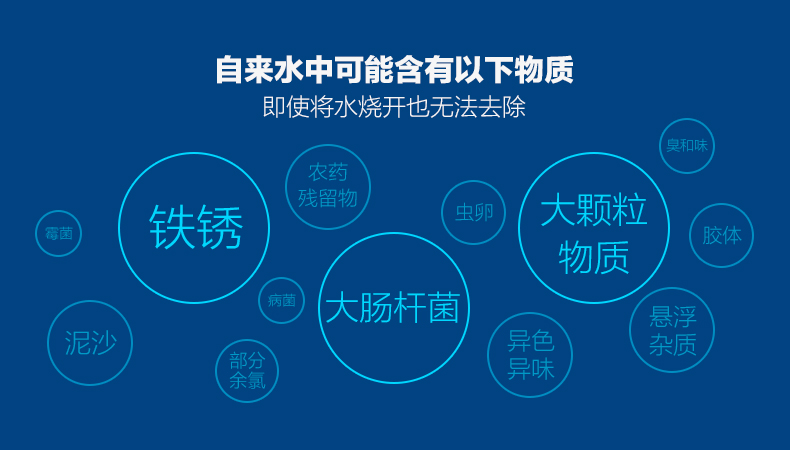 自来水中可能含有以下物质
即使将水烧开也无法去除
臭和味
农药
残留物
铁锈
虫卵
大颗粒
物质
霉菌
胶体
病菌
大肠杆菌
泥沙
悬浮
杂质
异色
异味
部分
余氯